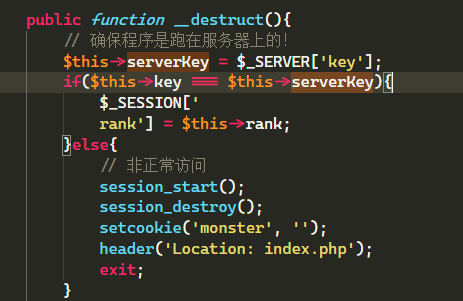 public function __destruct(){
// 确保程序是跑在服务器上的!
$this->serverKey = $_SERVER['key'];
if($this->key === $this->serverKey){
$_SESSION['
rank'] = $this->rank;
}else{
// 非正常访问
session_start();
session_destroy();
setcookie('monster', '');
header('Location: index.php');
exit;
}